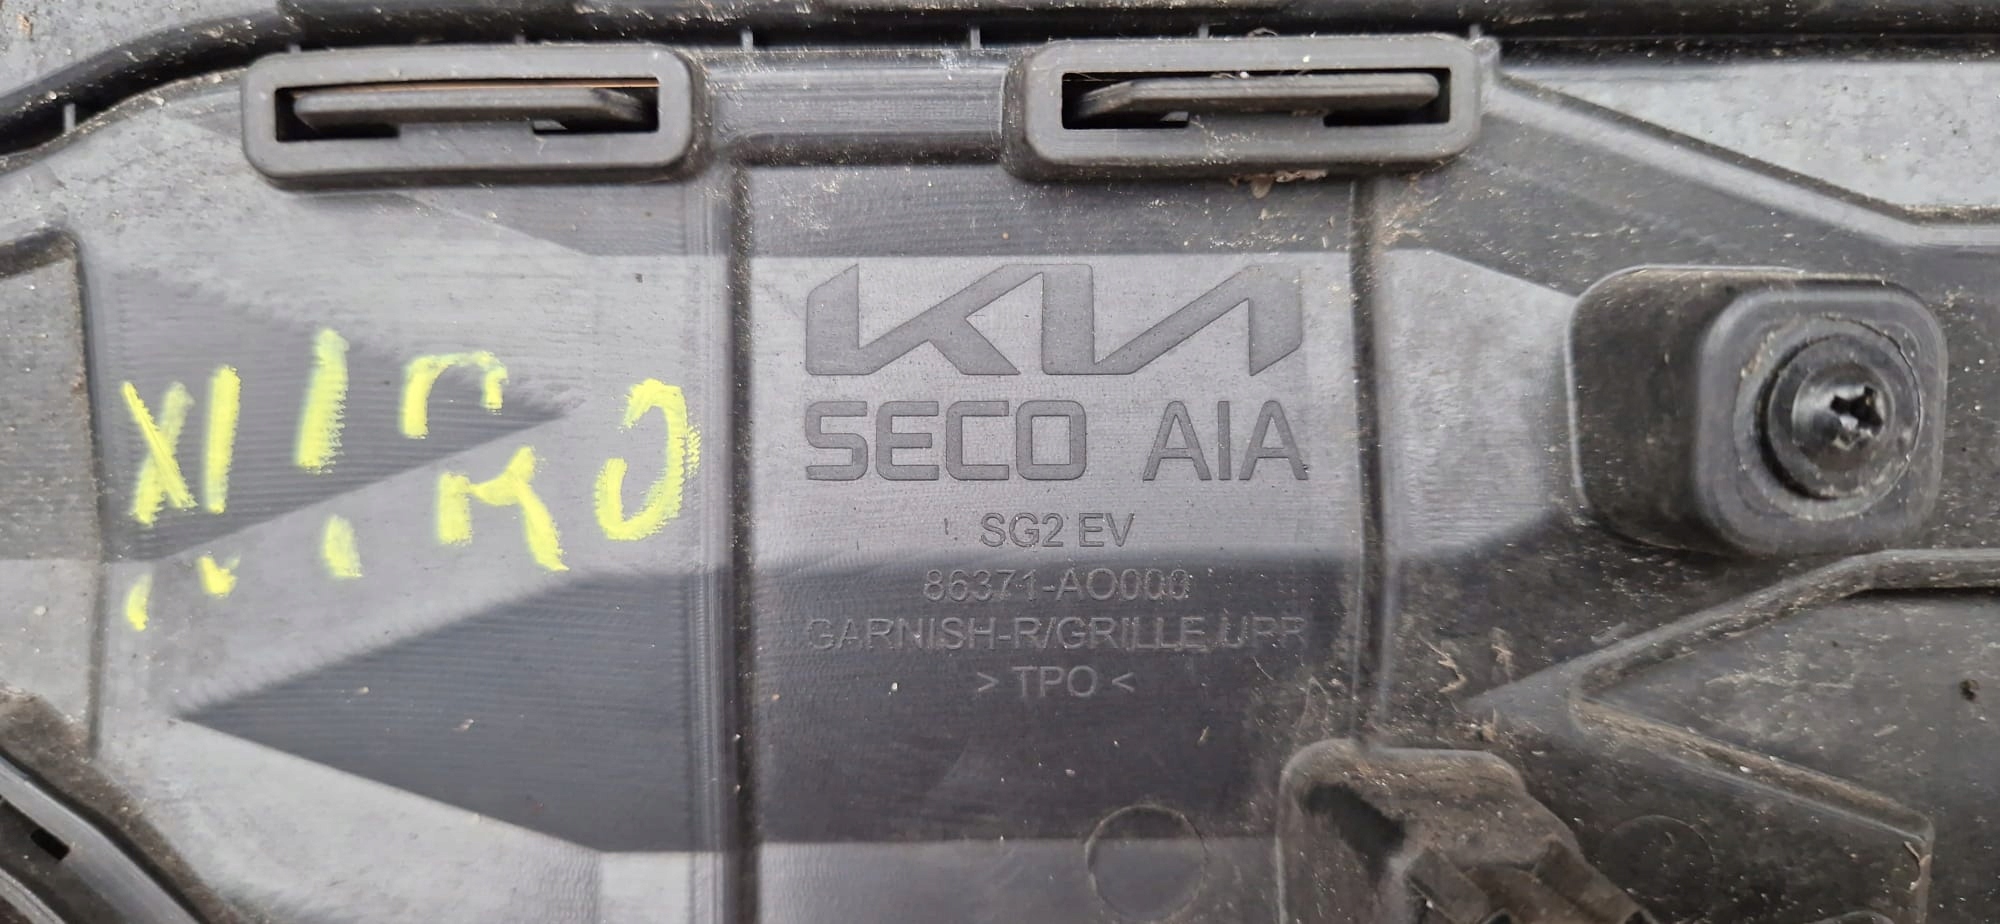 KIA
SECO AIA
SG2 EV
86371-AO000
GARNISH-R/GRILLE,UPR
> TPO <